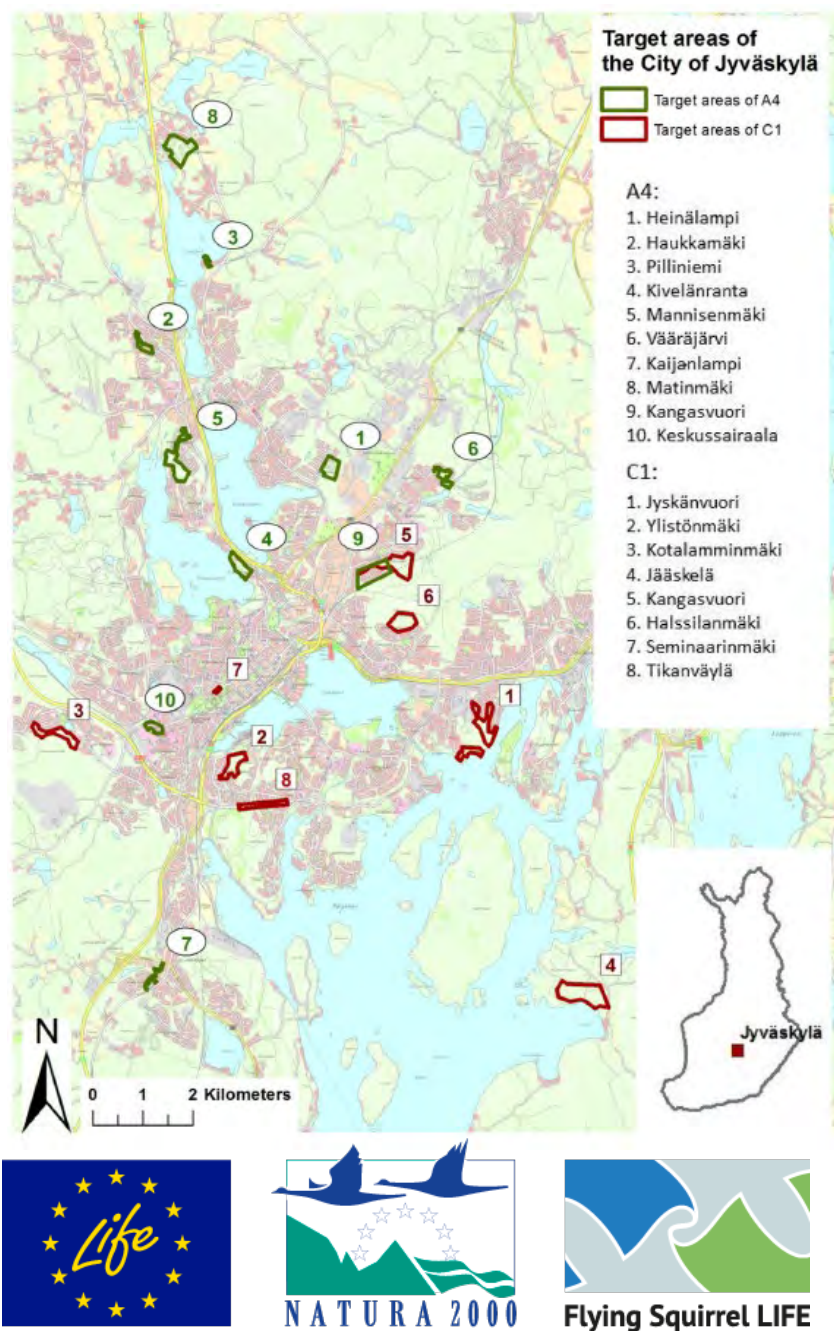 Target areas of
the City of Jyväskylä
Target areas of A4
Target areas of C1
A4:
1. Heinälampi
2. Haukkamäki
3. Pilliniemi
4. Kivelänranta
5. Mannisenmäki
6. Vääräjärvi
7. Kaijanlampi
8. Matinmäki
9. Kangasvuori
10. Keskussairaala
C1:
1. Jyskänvuori
2. Ylistönmäki
3. Kotalamminmäki
4. Jääskelä
5. Kangasvuori
6. Halssilanmäki
7. Seminaarinmäki
8. Tikanväylä
8
3
2
5
1
6
4
9
5
6
7
10
3
1
2
8
7
4
N
0 1 2 Kilometers
Jyväskylä
Life
NATURA 2000
Flying Squirrel LIFE